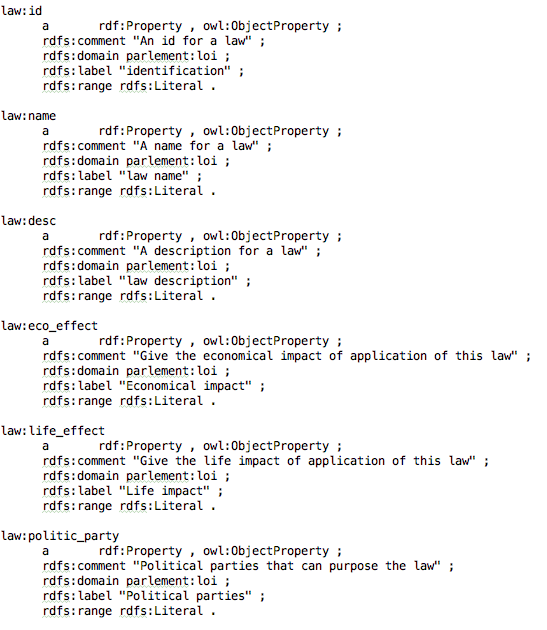 law:id
a rdf:Property , owl:ObjectProperty ;
rdfs:comment "An id for a law" ;
rdfs:domain parlement:loi ;
rdfs:label "identification" ;
rdfs:range rdfs:Literal .
law:name
a rdf:Property , owl:ObjectProperty ;
rdfs:comment "A name for a law" ;
rdfs:domain parlement:loi ;
rdfs:label "law name" ;
rdfs:range rdfs:Literal .
law:desc
a rdf:Property , owl:ObjectProperty ;
rdfs:comment "A description for a law" ;
rdfs:domain parlement:loi ;
rdfs:label "law description" ;
rdfs:range rdfs:Literal .
law:eco_effect
a rdf:Property , owl:ObjectProperty ;
rdfs:comment "Give the economical impact of application of this law" ;
rdfs:domain parlement:loi ;
rdfs:label "Economical impact" ;
rdfs:range rdfs:Literal .
law:life_effect
a rdf:Property , owl:ObjectProperty ;
rdfs:comment "Give the life impact of application of this law" ;
rdfs:domain parlement:loi ;
rdfs:label "Life impact" ;
rdfs:range rdfs:Literal .
law:politic_party
a rdf:Property , owl:ObjectProperty ;
rdfs:comment "Political parties that can purpose the law" ;
rdfs:domain parlement:loi ;
rdfs:label "Political parties" ;
rdfs:range rdfs:Literal .